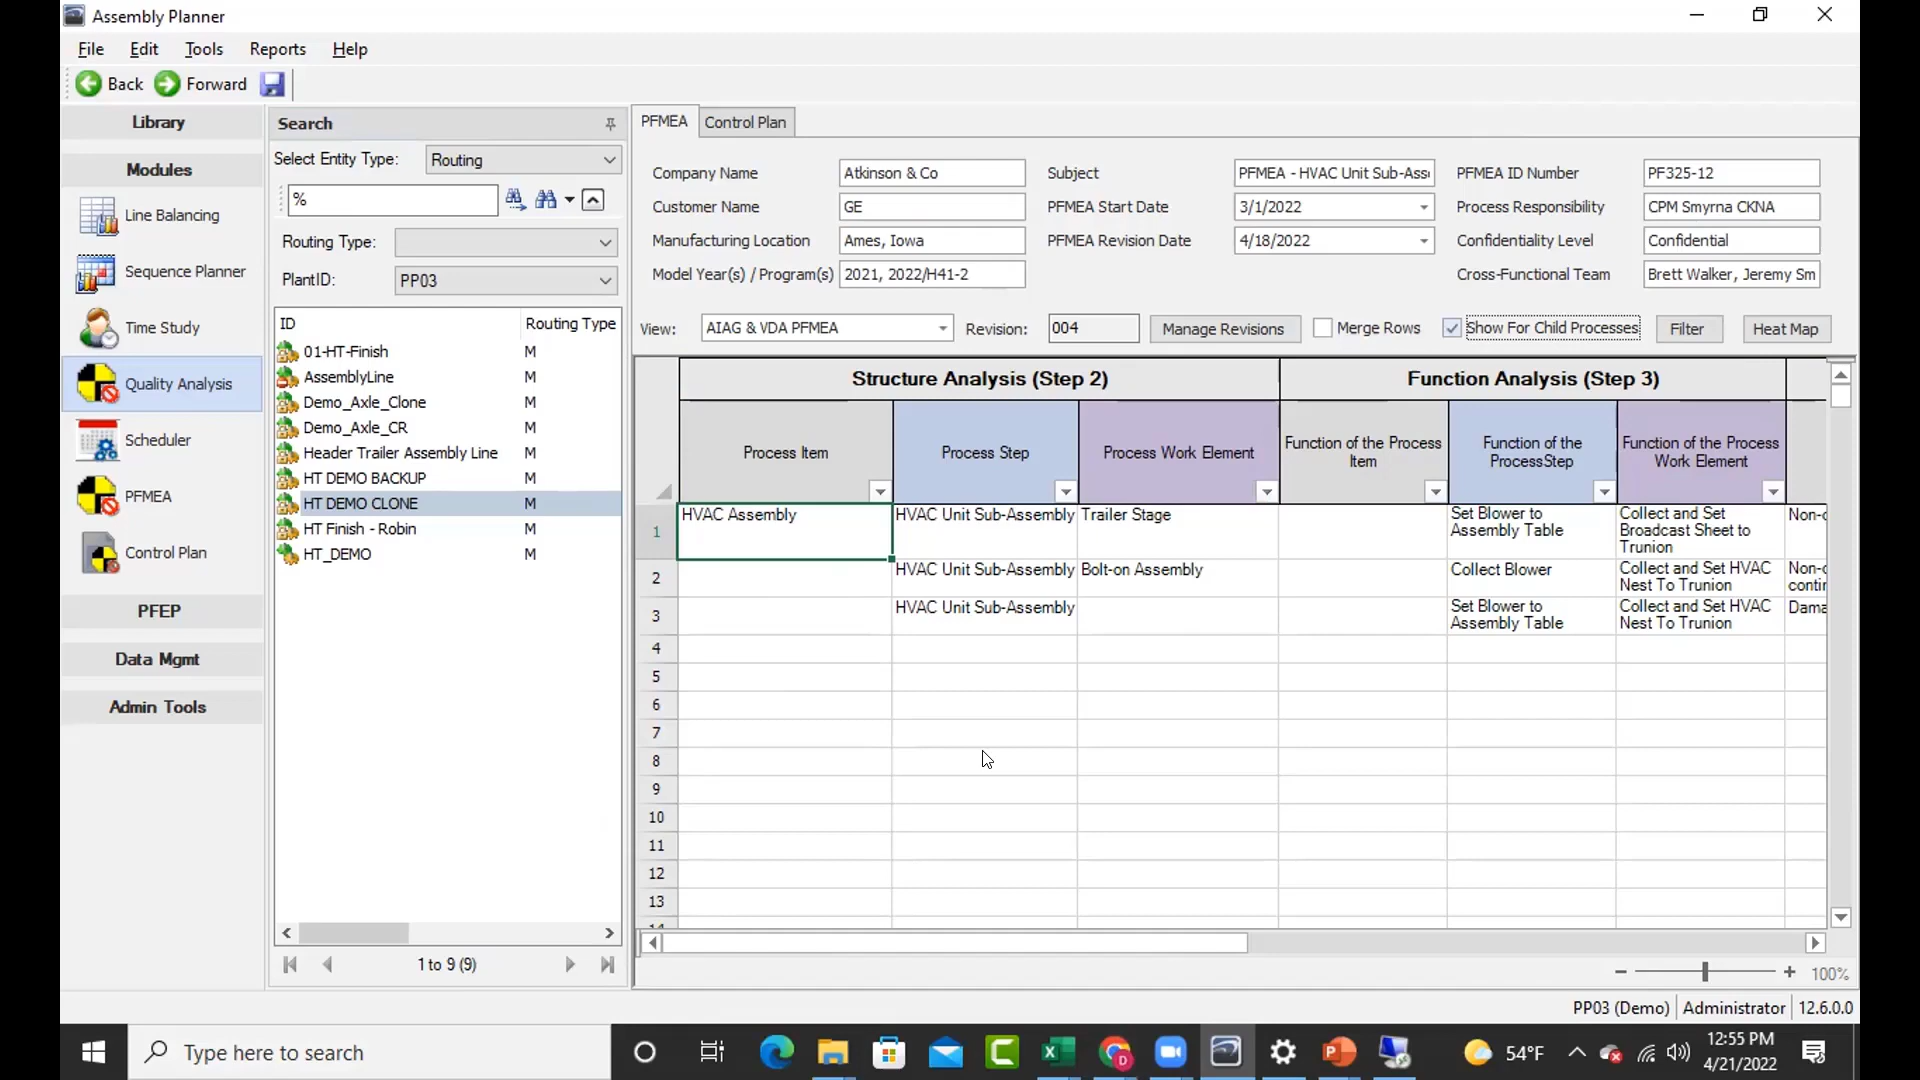 Assembly Planner
File Edit Tools Reports Help
Back Forward
Library
Modules
Line Balancing
Sequence Planner
Time Study
Quality Analysis
Scheduler
PFMEA
Control Plan
PFEP
Data Mgmt
Admin Tools
Search
Select Entity Type: Routing
%
Routing Type:
PlantID: PP03
ID Routing Type
01-HT-Finish M
AssemblyLine M
Demo_Axle_Clone M
Demo_Axle_CR M
Header Trailer Assembly Line M
HT DEMO BACKUP M
HT DEMO CLONE M
HT Finish - Robin M
HT_DEMO M
1 to 9 (9)
PFMEA Control Plan
Company Name Atkinson & Co Subject PFMEA - HVAC Unit Sub-Ass PFMEA ID Number PF325-12
Customer Name GE PFMEA Start Date 3/1/2022 Process Responsibility CPM Smyrna CKNA
Manufacturing Location Ames, Iowa PFMEA Revision Date 4/18/2022 Confidentiality Level Confidential
Model Year(s) / Program(s) 2021, 2022/H41-2 Cross-Functional Team Brett Walker, Jeremy Sm
View: AIAG & VDA PFMEA Revision: 004 Manage Revisions Merge Rows Show For Child Processes Filter Heat Map
Structure Analysis (Step 2) Function Analysis (Step 3)
Process Item
Process Step
Process Work Element
Function of the Process
Item
Function of the
ProcessStep
Function of the Process
Work Element
1
HVAC Assembly
HVAC Unit Sub-Assembly
Trailer Stage
Set Blower to
Assembly Table
Collect and Set
Broadcast Sheet to
Trunion
Non-c
2
HVAC Unit Sub-Assembly
Bolt-on Assembly
Collect Blower
Collect and Set HVAC
Nest To Trunion
Non-c
contin
3
HVAC Unit Sub-Assembly
Set Blower to
Assembly Table
Collect and Set HVAC
Nest To Trunion
Dama
4
5
6
7
8
9
10
11
12
13
100%
PP03 (Demo) Administrator 12.6.0.0
Type here to search
54°F
12:55 PM
4/21/2022